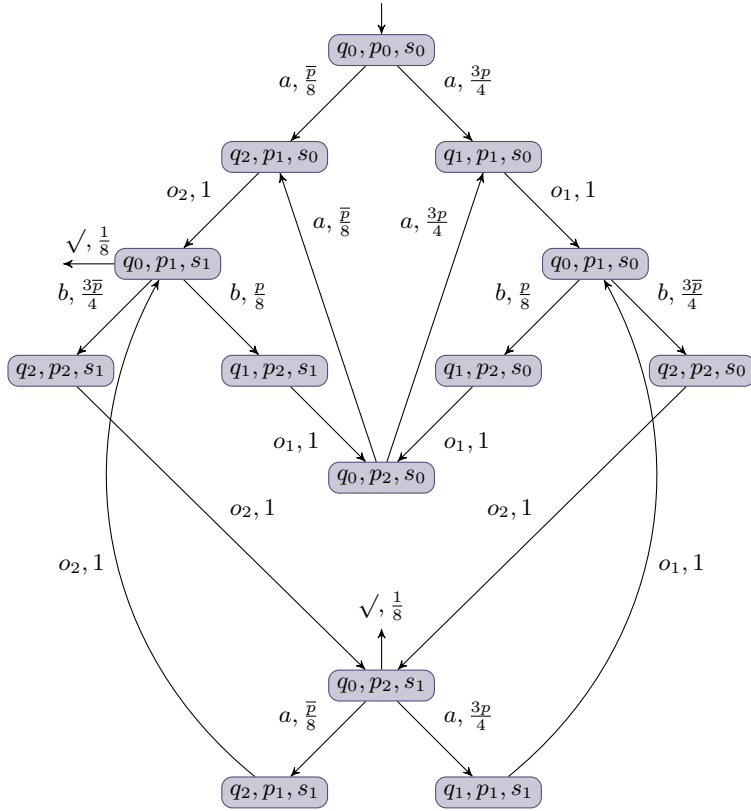 q₀, p₀, s₀
a, p̅/8
a, 3p/4
q₂, p₁, s₀
q₁, p₁, s₀
o₂, 1
a, p̅/8
a, 3p/4
o₁, 1
√, 1/8
q₀, p₁, s₁
q₀, p₁, s₀
b, 3p̅/4
b, p/8
b, p/8
b, 3p̅/4
q₂, p₂, s₁
q₁, p₂, s₁
q₁, p₂, s₀
q₂, p₂, s₀
o₁, 1
o₁, 1
q₀, p₂, s₀
o₂, 1
o₂, 1
o₂, 1
o₁, 1
√, 1/8
q₀, p₂, s₁
a, p̅/8
a, 3p/4
q₂, p₁, s₁
q₁, p₁, s₁